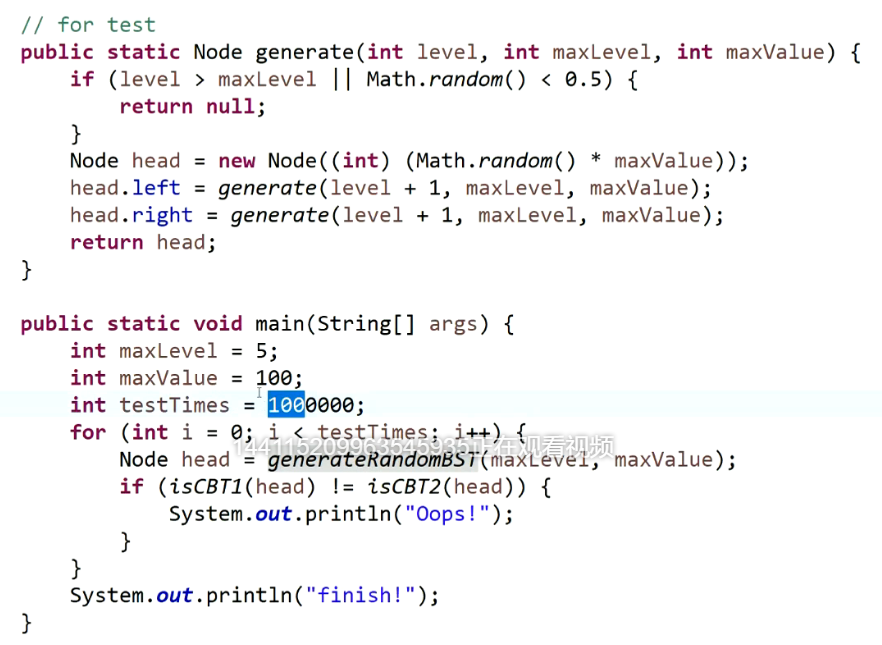 // for test
public static Node generate(int level, int maxLevel, int maxValue) {
if (level > maxLevel || Math.random() < 0.5) {
return null;
}
Node head = new Node((int) (Math.random() * maxValue));
head.left = generate(level + 1, maxLevel, maxValue);
head.right = generate(level + 1, maxLevel, maxValue);
return head;
}
public static void main(String[] args) {
int maxLevel = 5;
int maxValue = 100;
int testTimes = 1000000;
for (int i = 0; i < testTimes; i++) {
144115209963545935正在观看视频
Node head = generateRandomBST(maxLevel, maxValue);
if (isCBT1(head) != isCBT2(head)) {
System.out.println("Oops!");
}
}
System.out.println("finish!");
}